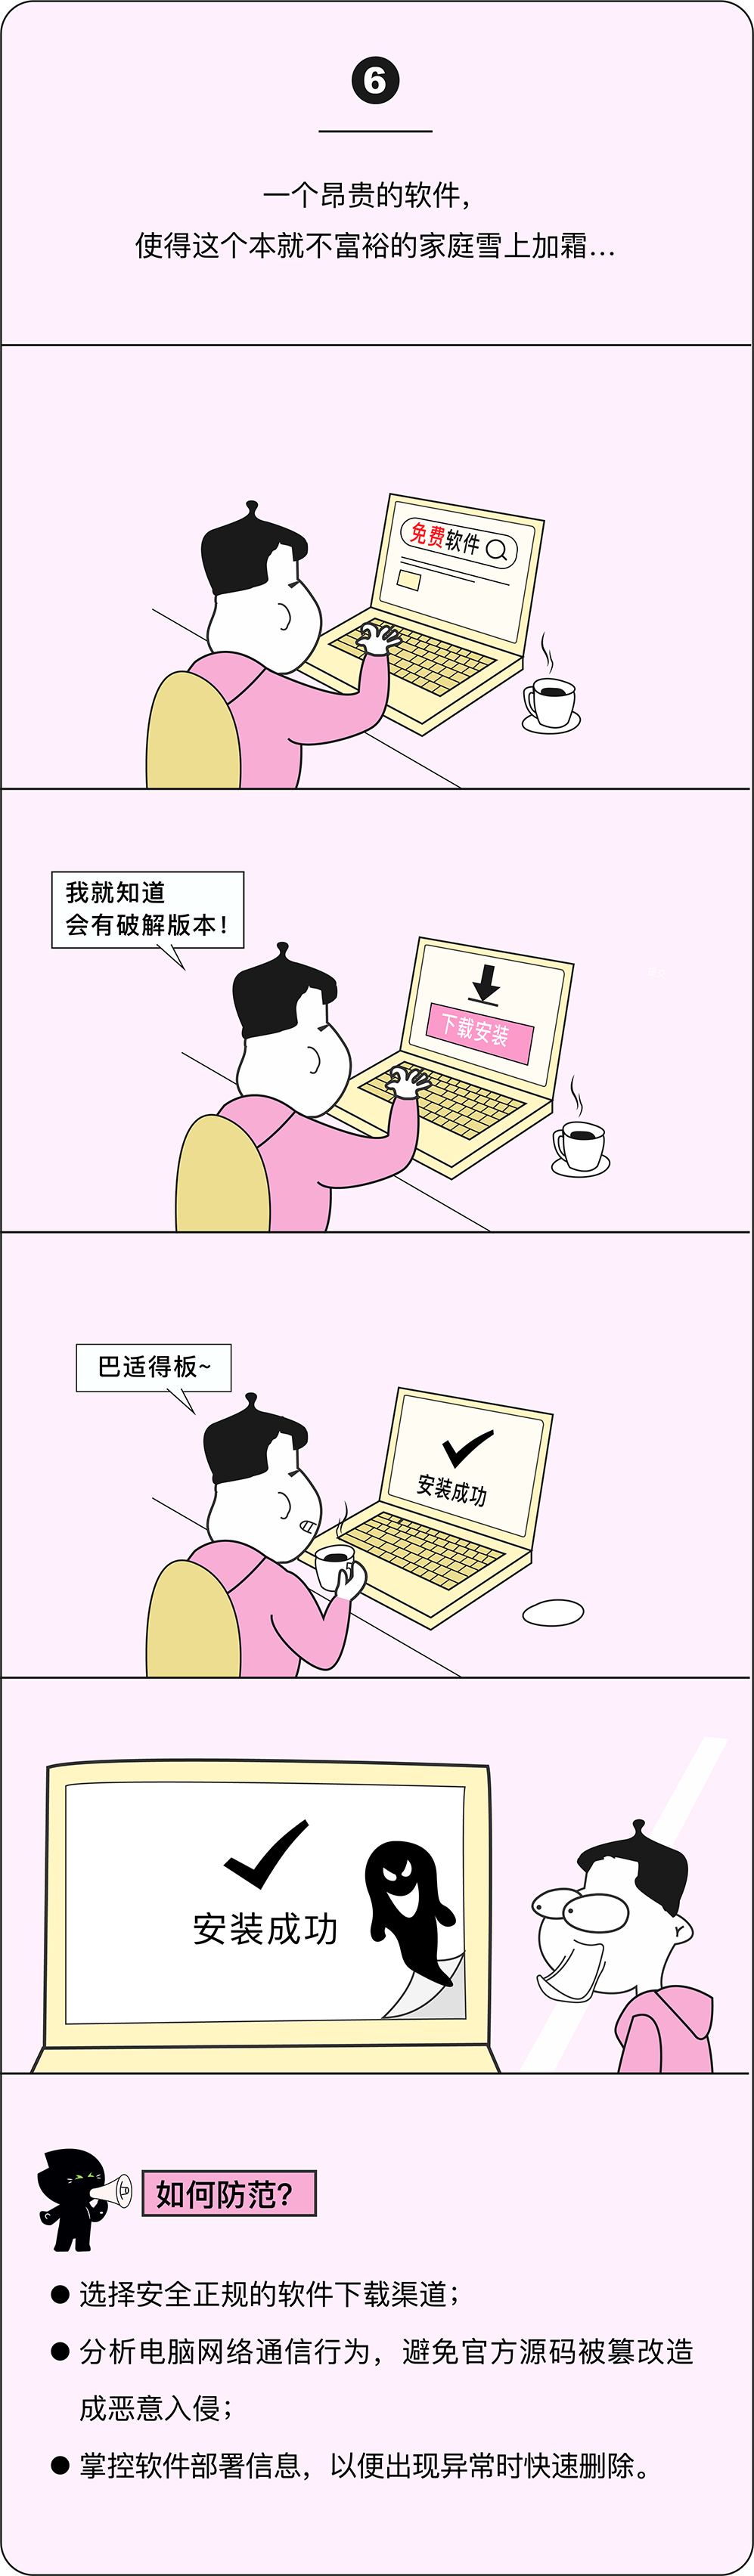 6
一个昂贵的软件，
使得这个本就不富裕的家庭雪上加霜...
免费软件
我就知道
会有破解版本！
下载安装
巴适得板~
安装成功
安装成功
如何防范？
● 选择安全正规的软件下载渠道；
● 分析电脑网络通信行为，避免官方源码被篡改造
成恶意入侵；
● 掌控软件部署信息，以便出现异常时快速删除。